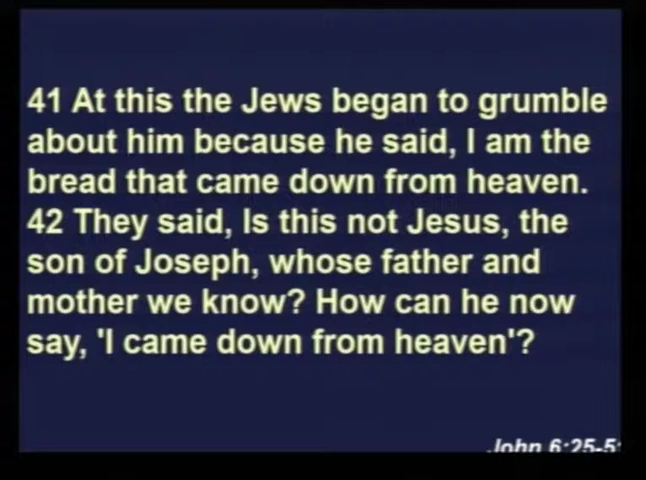 41 At this the Jews began to grumble
about him because he said, I am the
bread that came down from heaven.
42 They said, Is this not Jesus, the
son of Joseph, whose father and
mother we know? How can he now
say, 'I came down from heaven'?
John 6:25-5